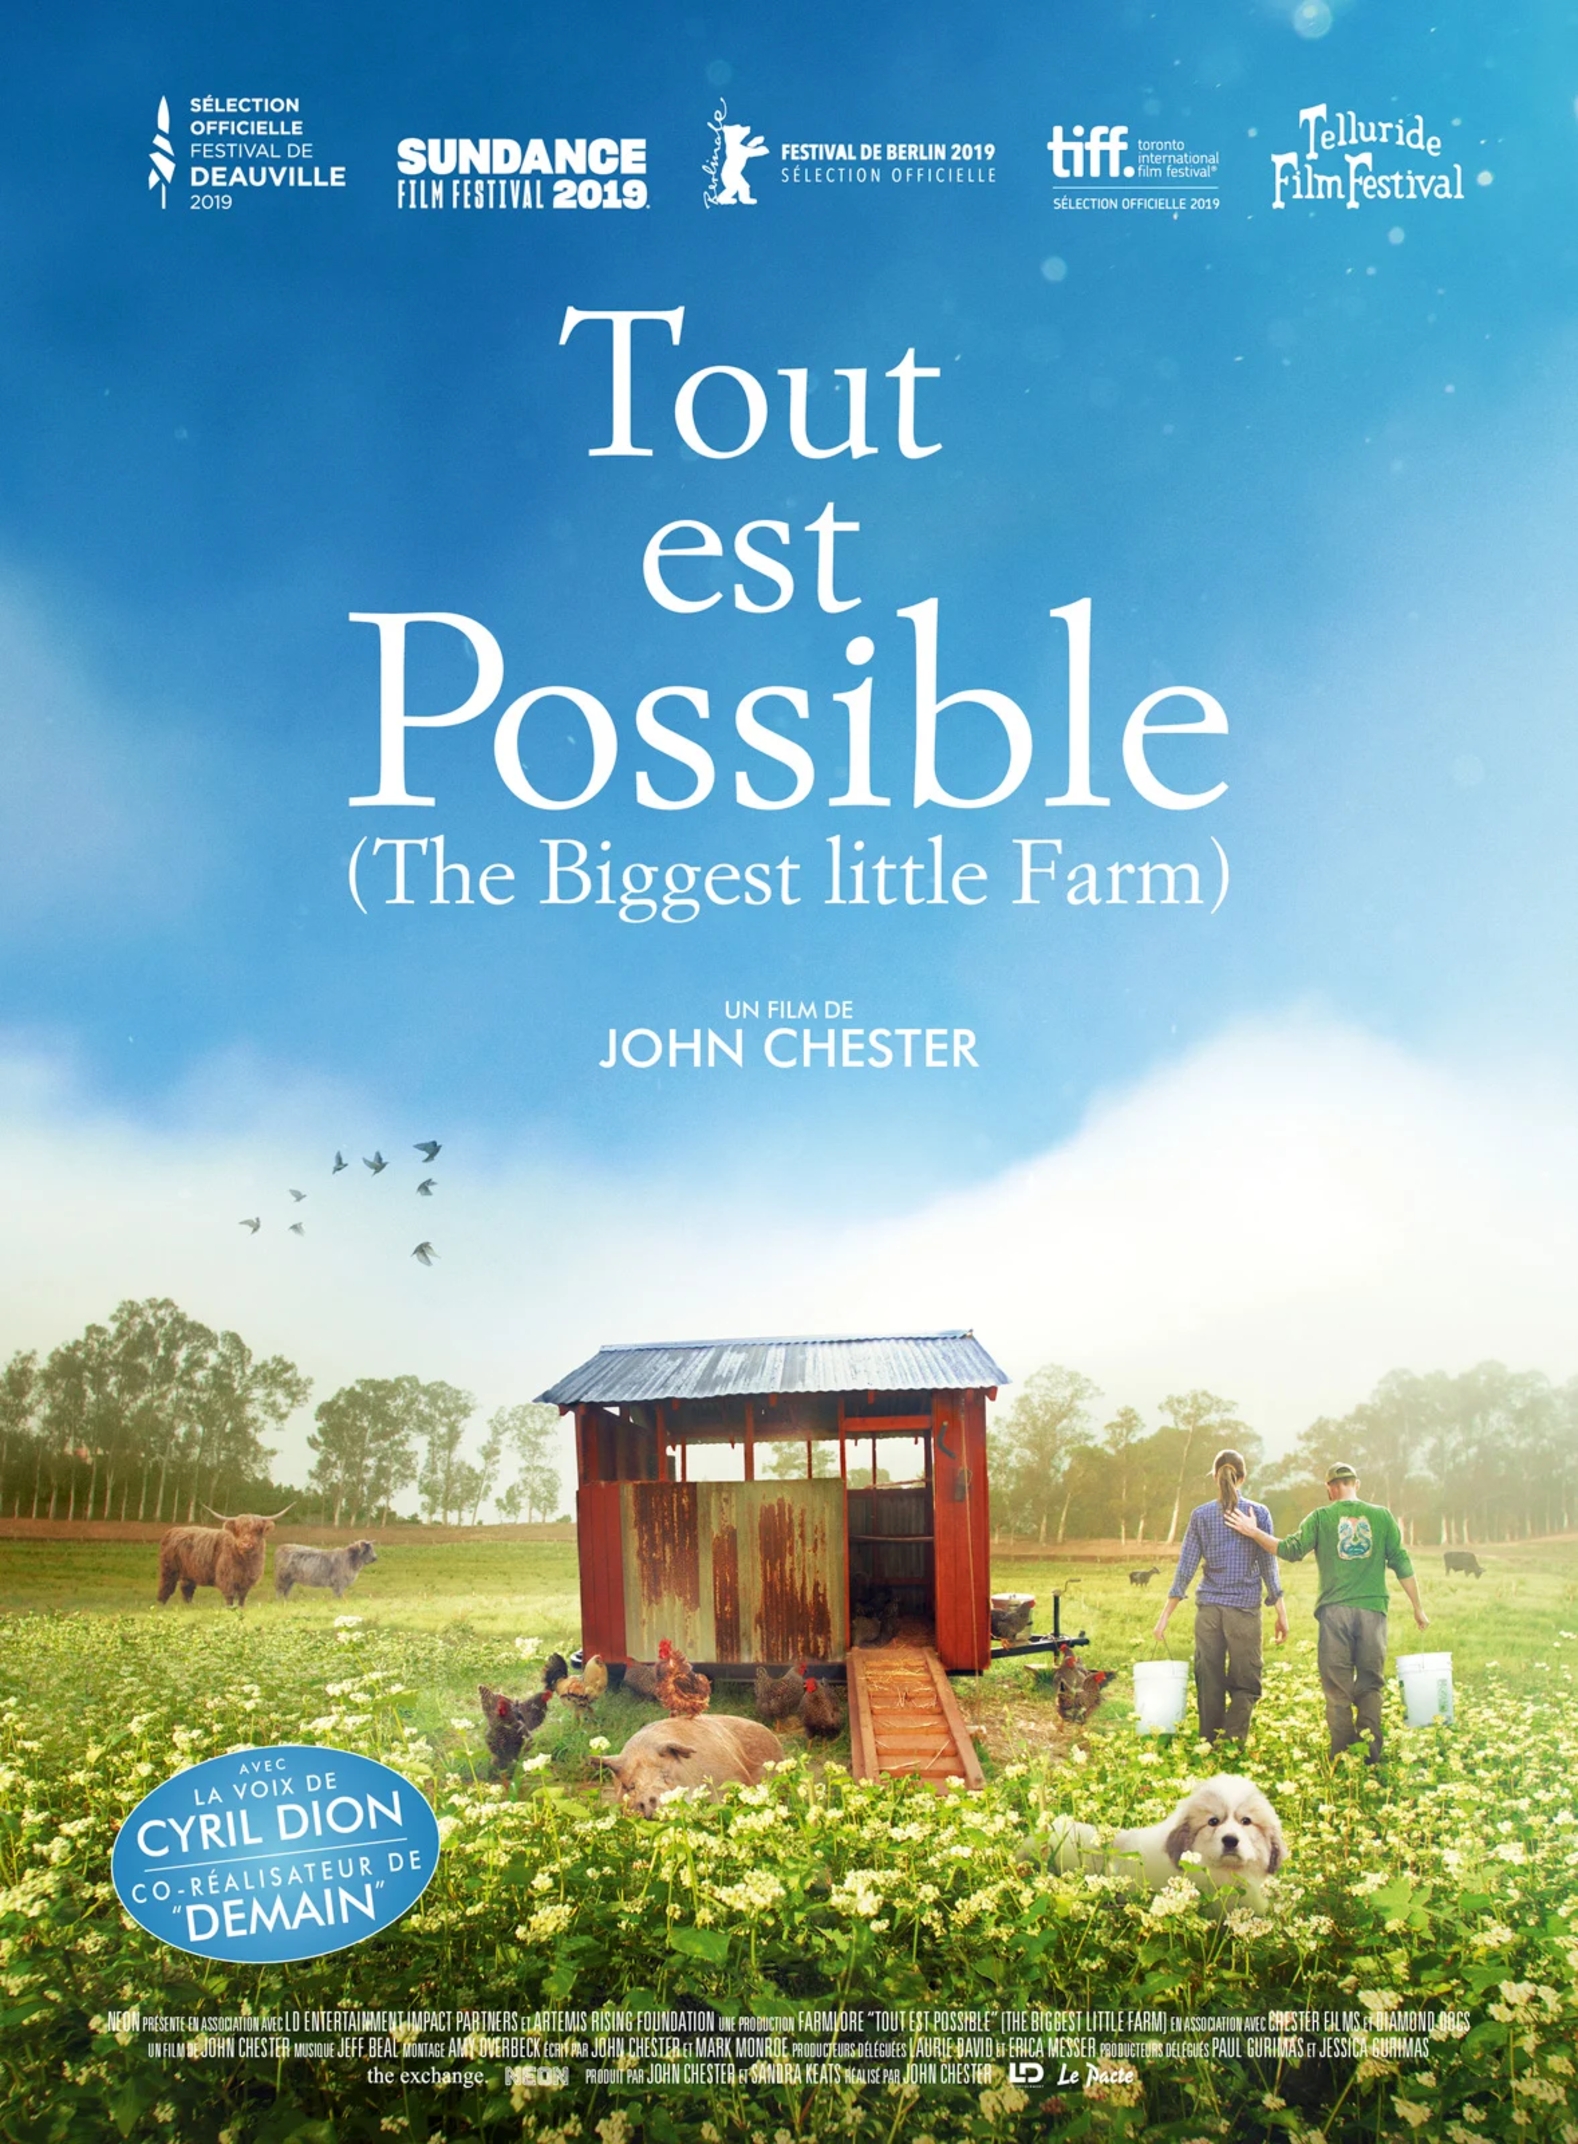 SÉLECTION
OFFICIELLE
FESTIVAL DE
DEAUVILLE
2019
SUNDANCE
FILM FESTIVAL 2019
Berlinale
FESTIVAL DE BERLIN 2019
SÉLECTION OFFICIELLE
tiff. toronto
international
film festival®
SÉLECTION OFFICIELLE 2019
Telluride
Film Festival
Tout
est
Possible
(The Biggest little Farm)
UN FILM DE
JOHN CHESTER
AVEC
LA VOIX DE
CYRIL DION
CO-RÉALISATEUR DE
"DEMAIN"
NEON PRÉSENTE EN ASSOCIATION AVEC LD ENTERTAINMENT IMPACT PARTNERS ET ARTEMIS RISING FOUNDATION UNE PRODUCTION FARMLORE "TOUT EST POSSIBLE" (THE BIGGEST LITTLE FARM) EN ASSOCIATION AVEC CHESTER FILMS ET DIAMOND DOCS
UN FILM DE JOHN CHESTER MUSIQUE JEFF BEAL MONTAGE AMY OVERBECK ECRIT PAR JOHN CHESTER ET MARK MONROE PRODUCTEURS DÉLÉGUÉES LAURIE DAVID ET ERICA MESSER PRODUCTEURS DÉLÉGUÉS PAUL GURIMAS ET JESSICA GURIMAS
the exchange. NEON PRODUIT PAR JOHN CHESTER ET SANDRA KEATS RÉALISÉ PAR JOHN CHESTER LD Le Pacte